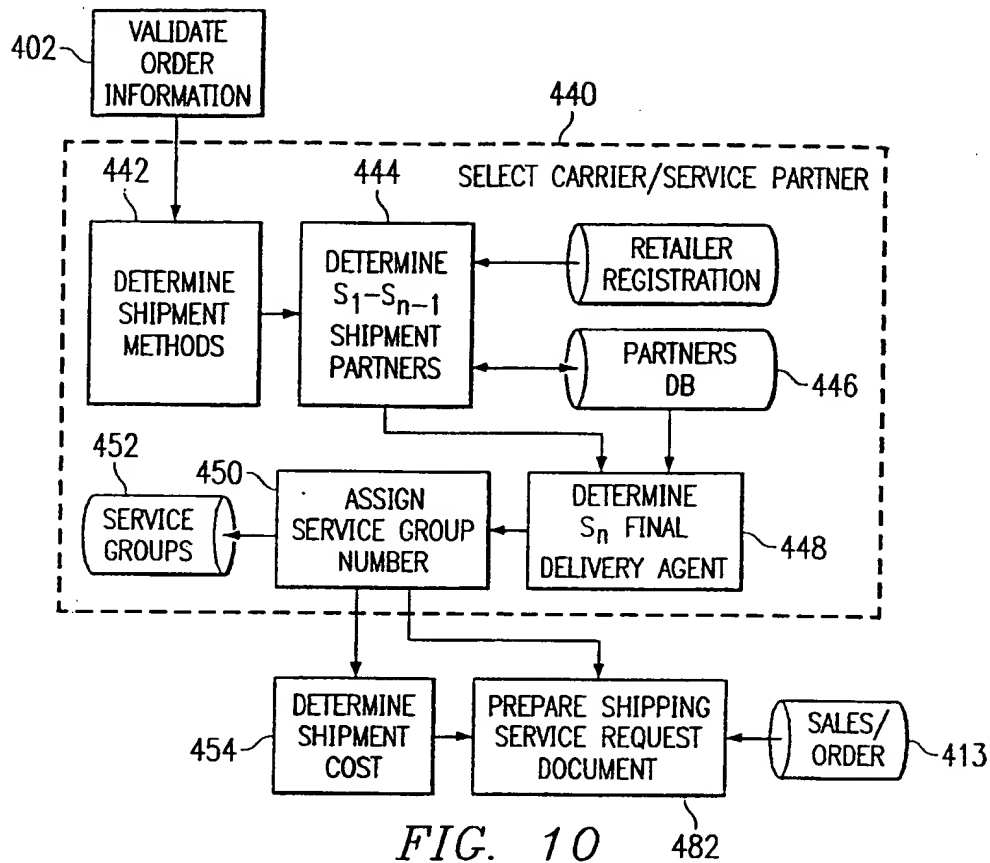 VALIDATE
ORDER
INFORMATION
402
440
SELECT CARRIER/SERVICE PARTNER
442
DETERMINE
SHIPMENT
METHODS
444
DETERMINE
S1–Sn–1
SHIPMENT
PARTNERS
RETAILER
REGISTRATION
PARTNERS
DB
446
452
SERVICE
GROUPS
450
ASSIGN
SERVICE GROUP
NUMBER
DETERMINE
Sn FINAL
DELIVERY AGENT
448
454
DETERMINE
SHIPMENT
COST
PREPARE SHIPPING
SERVICE REQUEST
DOCUMENT
482
SALES/
ORDER
413
FIG. 10